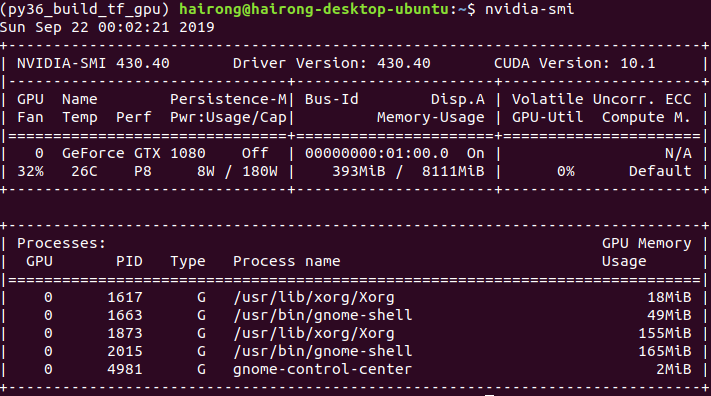 (py36_build_tf_gpu) hairong@hairong-desktop-ubuntu:~$ nvidia-smi
Sun Sep 22 00:02:21 2019
+-----------------------------------------------------------------------------+
| NVIDIA-SMI 430.40       Driver Version: 430.40       CUDA Version: 10.1     |
|-------------------------------+----------------------+----------------------+
| GPU  Name        Persistence-M| Bus-Id        Disp.A | Volatile Uncorr. ECC |
| Fan  Temp  Perf  Pwr:Usage/Cap|         Memory-Usage | GPU-Util  Compute M. |
|===============================+======================+======================|
|   0  GeForce GTX 1080    Off  | 00000000:01:00.0  On |                  N/A |
| 32%   26C    P8     8W / 180W |    393MiB /  8111MiB |      0%      Default |
+-------------------------------+----------------------+----------------------+
+-----------------------------------------------------------------------------+
| Processes:                                                       GPU Memory |
|  GPU       PID   Type   Process name                             Usage      |
|=============================================================================|
|    0      1617      G   /usr/lib/xorg/Xorg                            18MiB |
|    0      1663      G   /usr/bin/gnome-shell                          49MiB |
|    0      1873      G   /usr/lib/xorg/Xorg                           155MiB |
|    0      2015      G   /usr/bin/gnome-shell                         165MiB |
|    0      4981      G   gnome-control-center                           2MiB |
+-----------------------------------------------------------------------------+